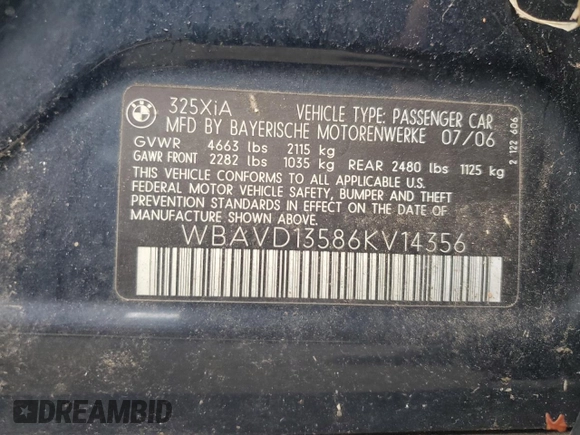 BMW
325XiA VEHICLE TYPE: PASSENGER CAR
MFD BY BAYERISCHE MOTORENWERKE 07/06
GVWR 4663 lbs 2115 kg
GAWR FRONT 2282 lbs 1035 kg REAR 2480 lbs 1125 kg
THIS VEHICLE CONFORMS TO ALL APPLICABLE U.S.
FEDERAL MOTOR VEHICLE SAFETY, BUMPER AND THEFT
PREVENTION STANDARDS IN EFFECT ON THE DATE OF
MANUFACTURE SHOWN ABOVE.
WBAVD13586KV14356
2 122 606
DREAMBID